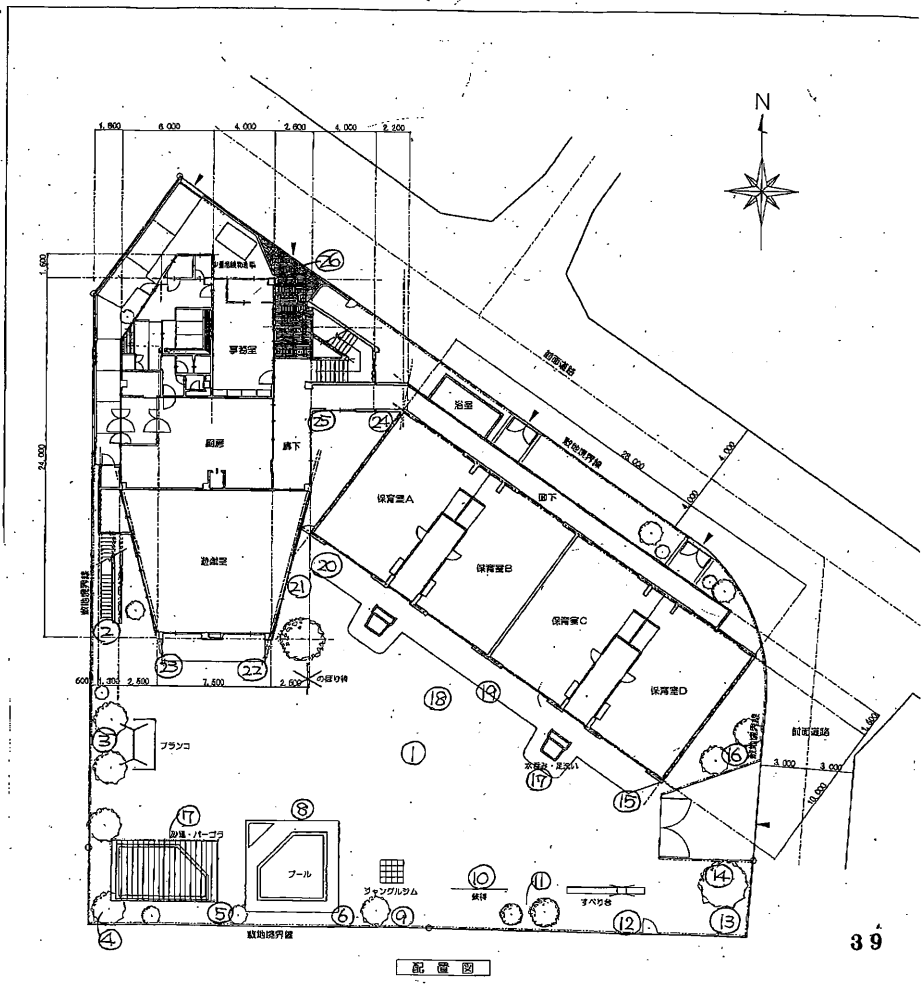 N
1,600 6,000 4,000 2,600 4,000 2,200
1,600
24,000
㉖
事務室
厨房
廊下
㉕
㉔
浴室
前面道路
敷地境界線
28,000
4,000
4,000
保育室A
廊下
保育室B
保育室C
保育室D
遊戯室
⑳
㉑
敷地境界線
②
㉓
㉒
600 1,300 2,500 7,500 2,600
のぼり棒
⑱
⑲
①
③
ブランコ
水飲み・足洗い
⑰
⑮
⑥
敷地境界線
前面道路
1,600
3,000 3,000
10,000
⑰
砂場・パーゴラ
⑧
プール
ジャングルジム
⑩
鉄棒
⑪
すべり台
⑭
④
⑤
⑥
⑨
⑫
⑬
敷地境界線
39
配置図